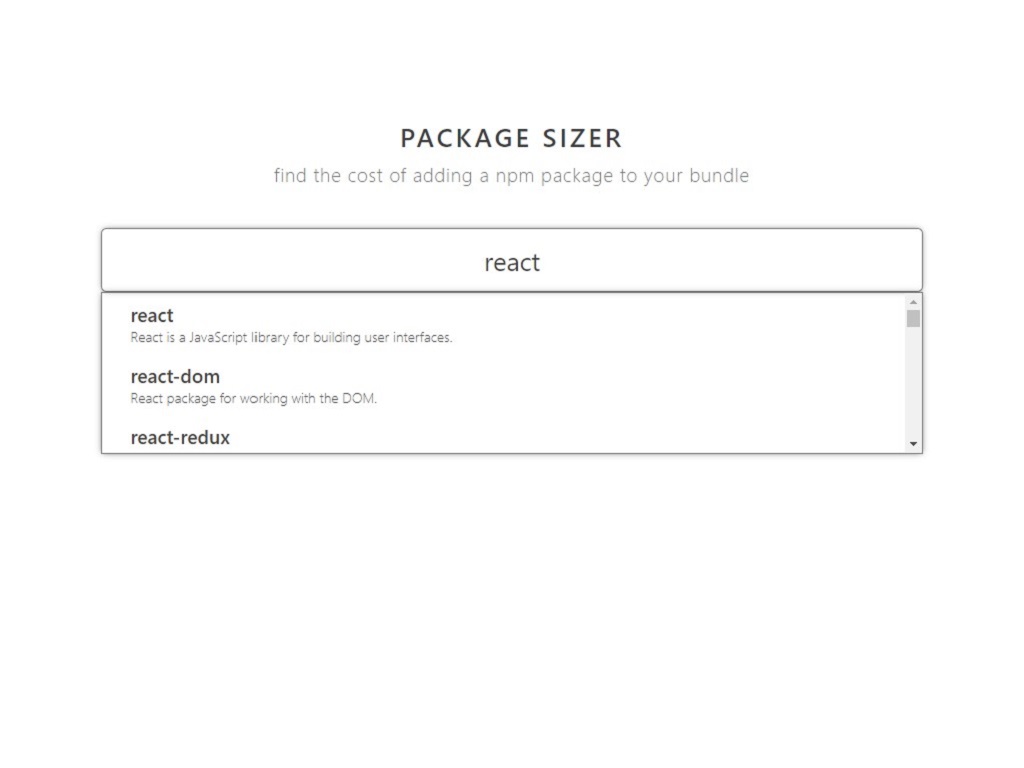 PACKAGE SIZER
find the cost of adding a npm package to your bundle
react
react
React is a JavaScript library for building user interfaces.
react-dom
React package for working with the DOM.
react-redux